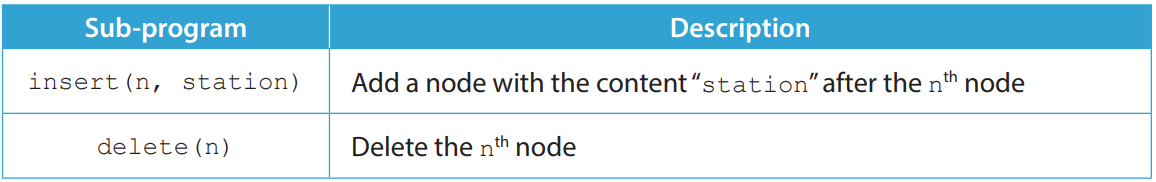 Sub-program Description
insert(n, station) Add a node with the content “station” after the nth node
delete(n) Delete the nth node